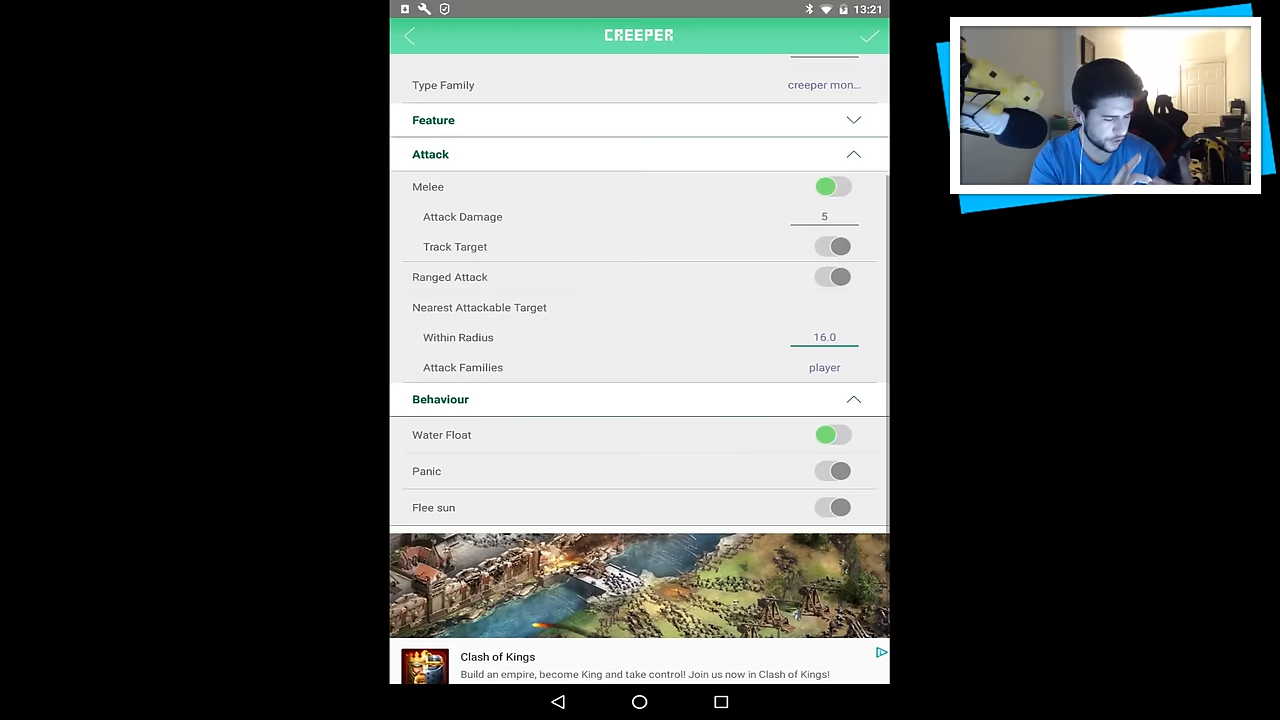 13:21
CREEPER
Type Family creeper mon...
Feature
Attack
Melee
Attack Damage 5
Track Target
Ranged Attack
Nearest Attackable Target
Within Radius 16.0
Attack Families player
Behaviour
Water Float
Panic
Flee sun
Clash of Kings
Build an empire, become King and take control! Join us now in Clash of Kings!